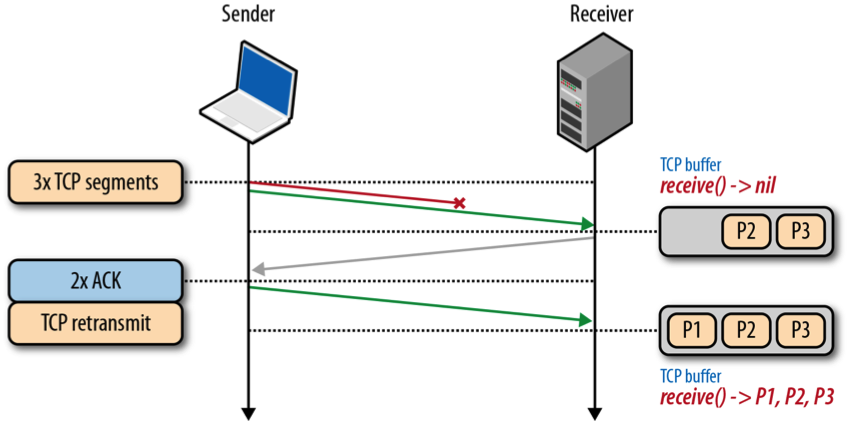 Sender
Receiver
3x TCP segments
TCP buffer
receive() -> nil
P2 P3
2x ACK
TCP retransmit
P1 P2 P3
TCP buffer
receive() -> P1, P2, P3